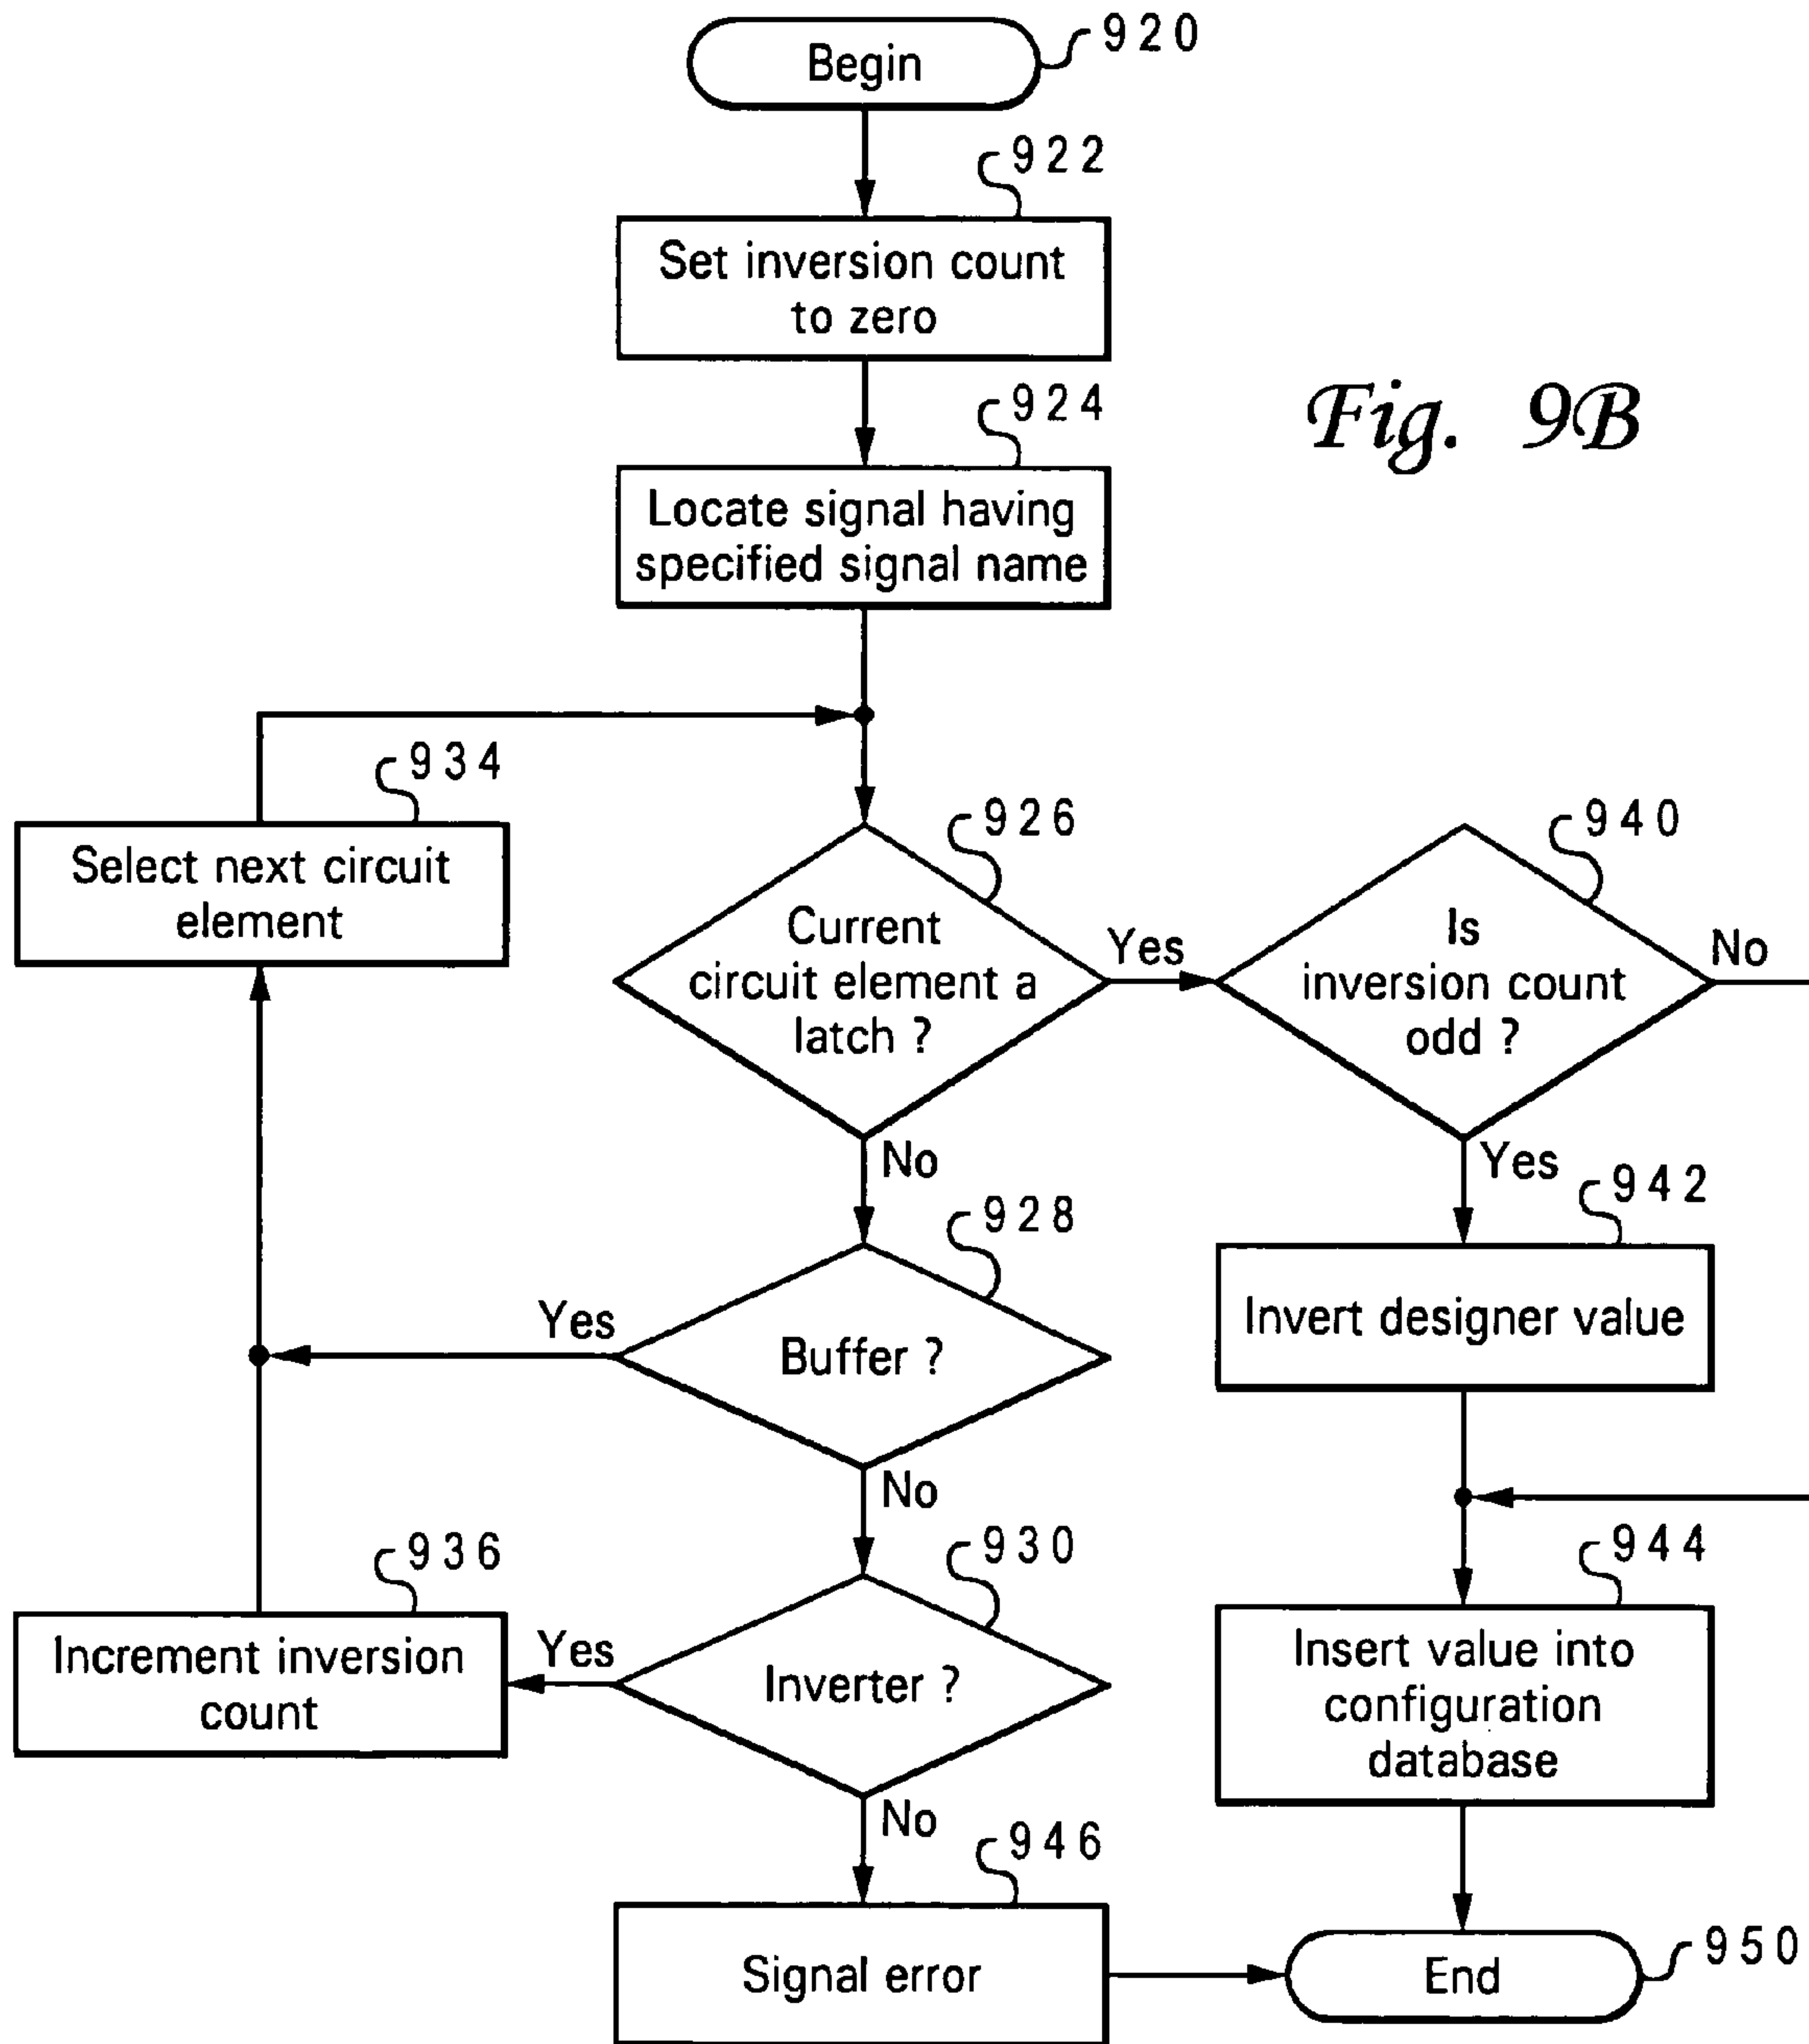 Begin
920
922
Set inversion count
to zero
Fig. 9B
924
Locate signal having
specified signal name
934
Select next circuit
element
926
Current
circuit element a
latch ?
Yes
No
940
Is
inversion count
odd ?
No
Yes
942
Invert designer value
928
Buffer ?
Yes
No
930
Inverter ?
Yes
No
936
Increment inversion
count
944
Insert value into
configuration
database
946
Signal error
End
950